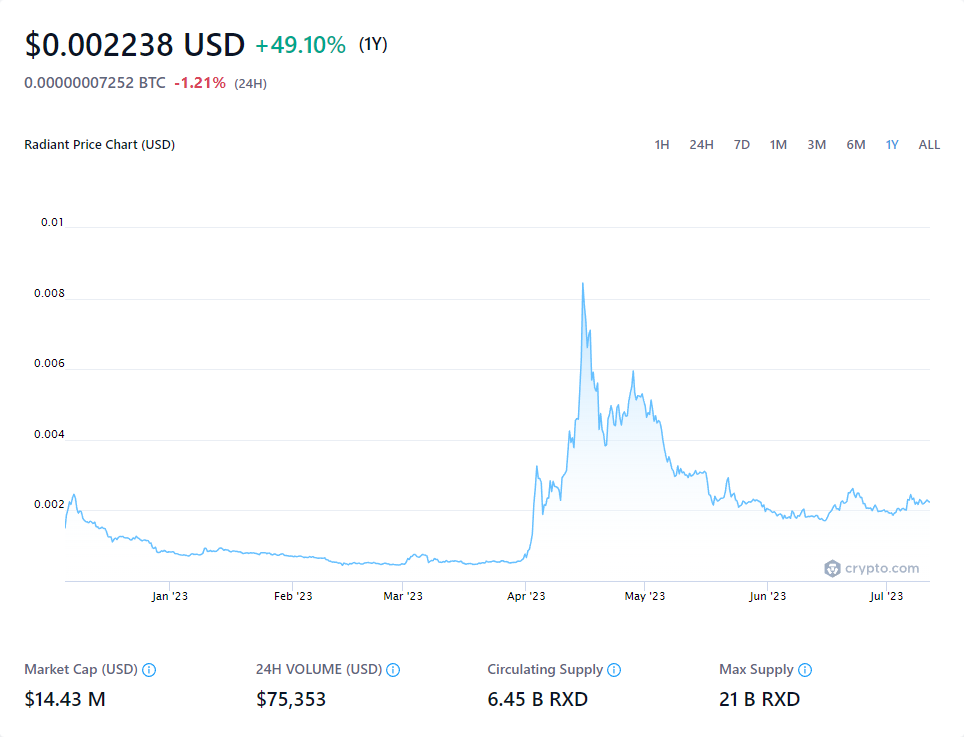 $0.002238 USD +49.10% (1Y)
0.00000007252 BTC -1.21% (24H)
Radiant Price Chart (USD) 1H 24H 7D 1M 3M 6M 1Y ALL
0.01
0.008
0.006
0.004
0.002
crypto.com
Jan '23 Feb '23 Mar '23 Apr '23 May '23 Jun '23 Jul '23
Market Cap (USD) 24H VOLUME (USD) Circulating Supply Max Supply
$14.43 M $75,353 6.45 B RXD 21 B RXD